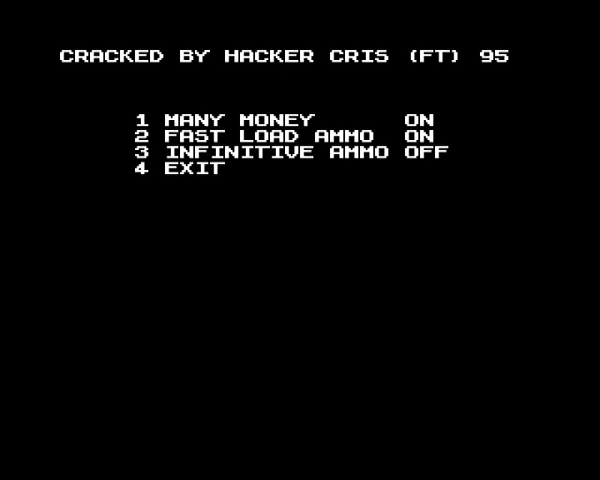 CRACKED BY HACKER CRIS (FT) 95
1 MANY MONEY ON
2 FAST LOAD AMMO ON
3 INFINITIVE AMMO OFF
4 EXIT